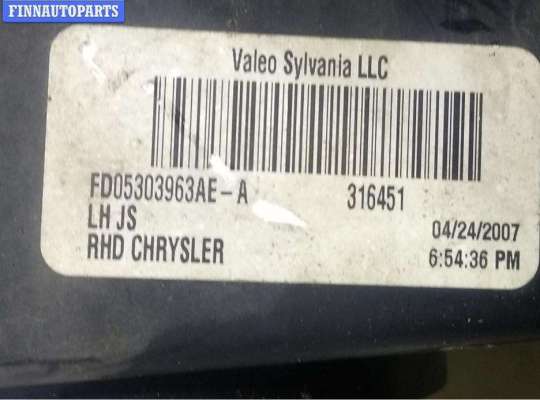 FINNAUTOPARTS
Valeo Sylvania LLC
FD05303963AE-A 316451
LH JS 04/24/2007
RHD CHRYSLER 6:54:36 PM